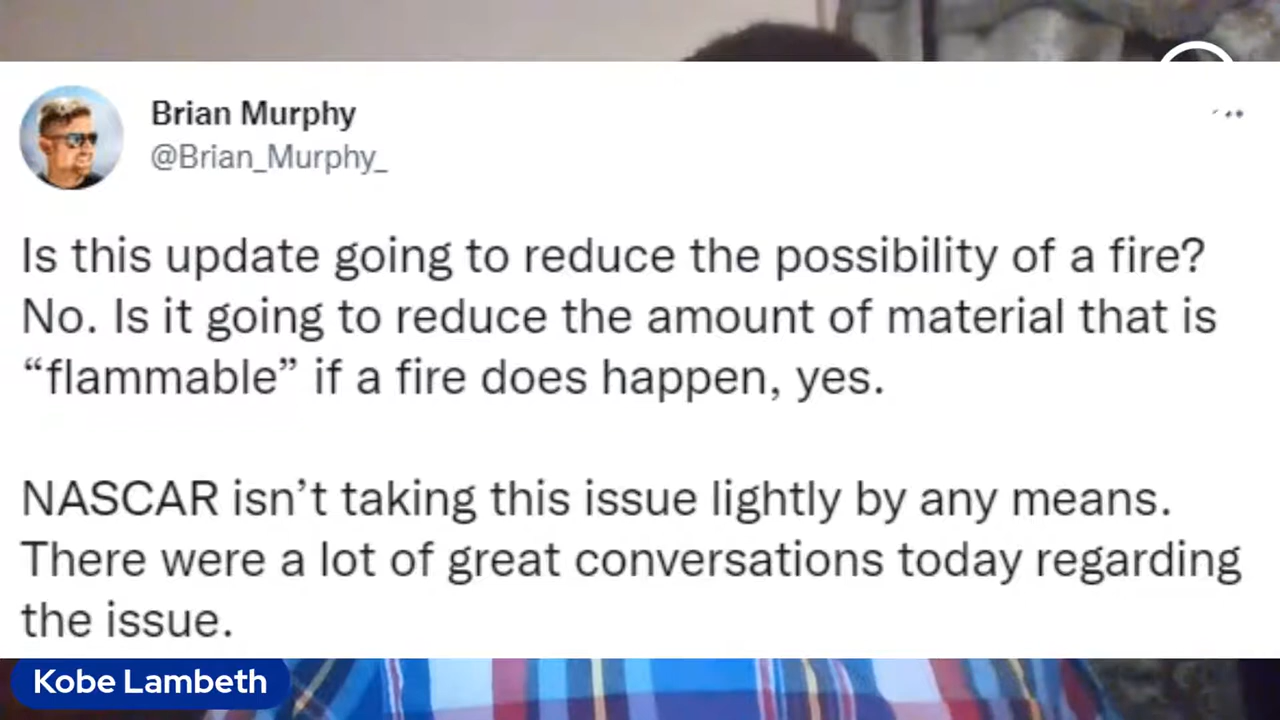 Brian Murphy
@Brian_Murphy_
Is this update going to reduce the possibility of a fire?
No. Is it going to reduce the amount of material that is
“flammable” if a fire does happen, yes.
NASCAR isn’t taking this issue lightly by any means.
There were a lot of great conversations today regarding
the issue.
Kobe Lambeth